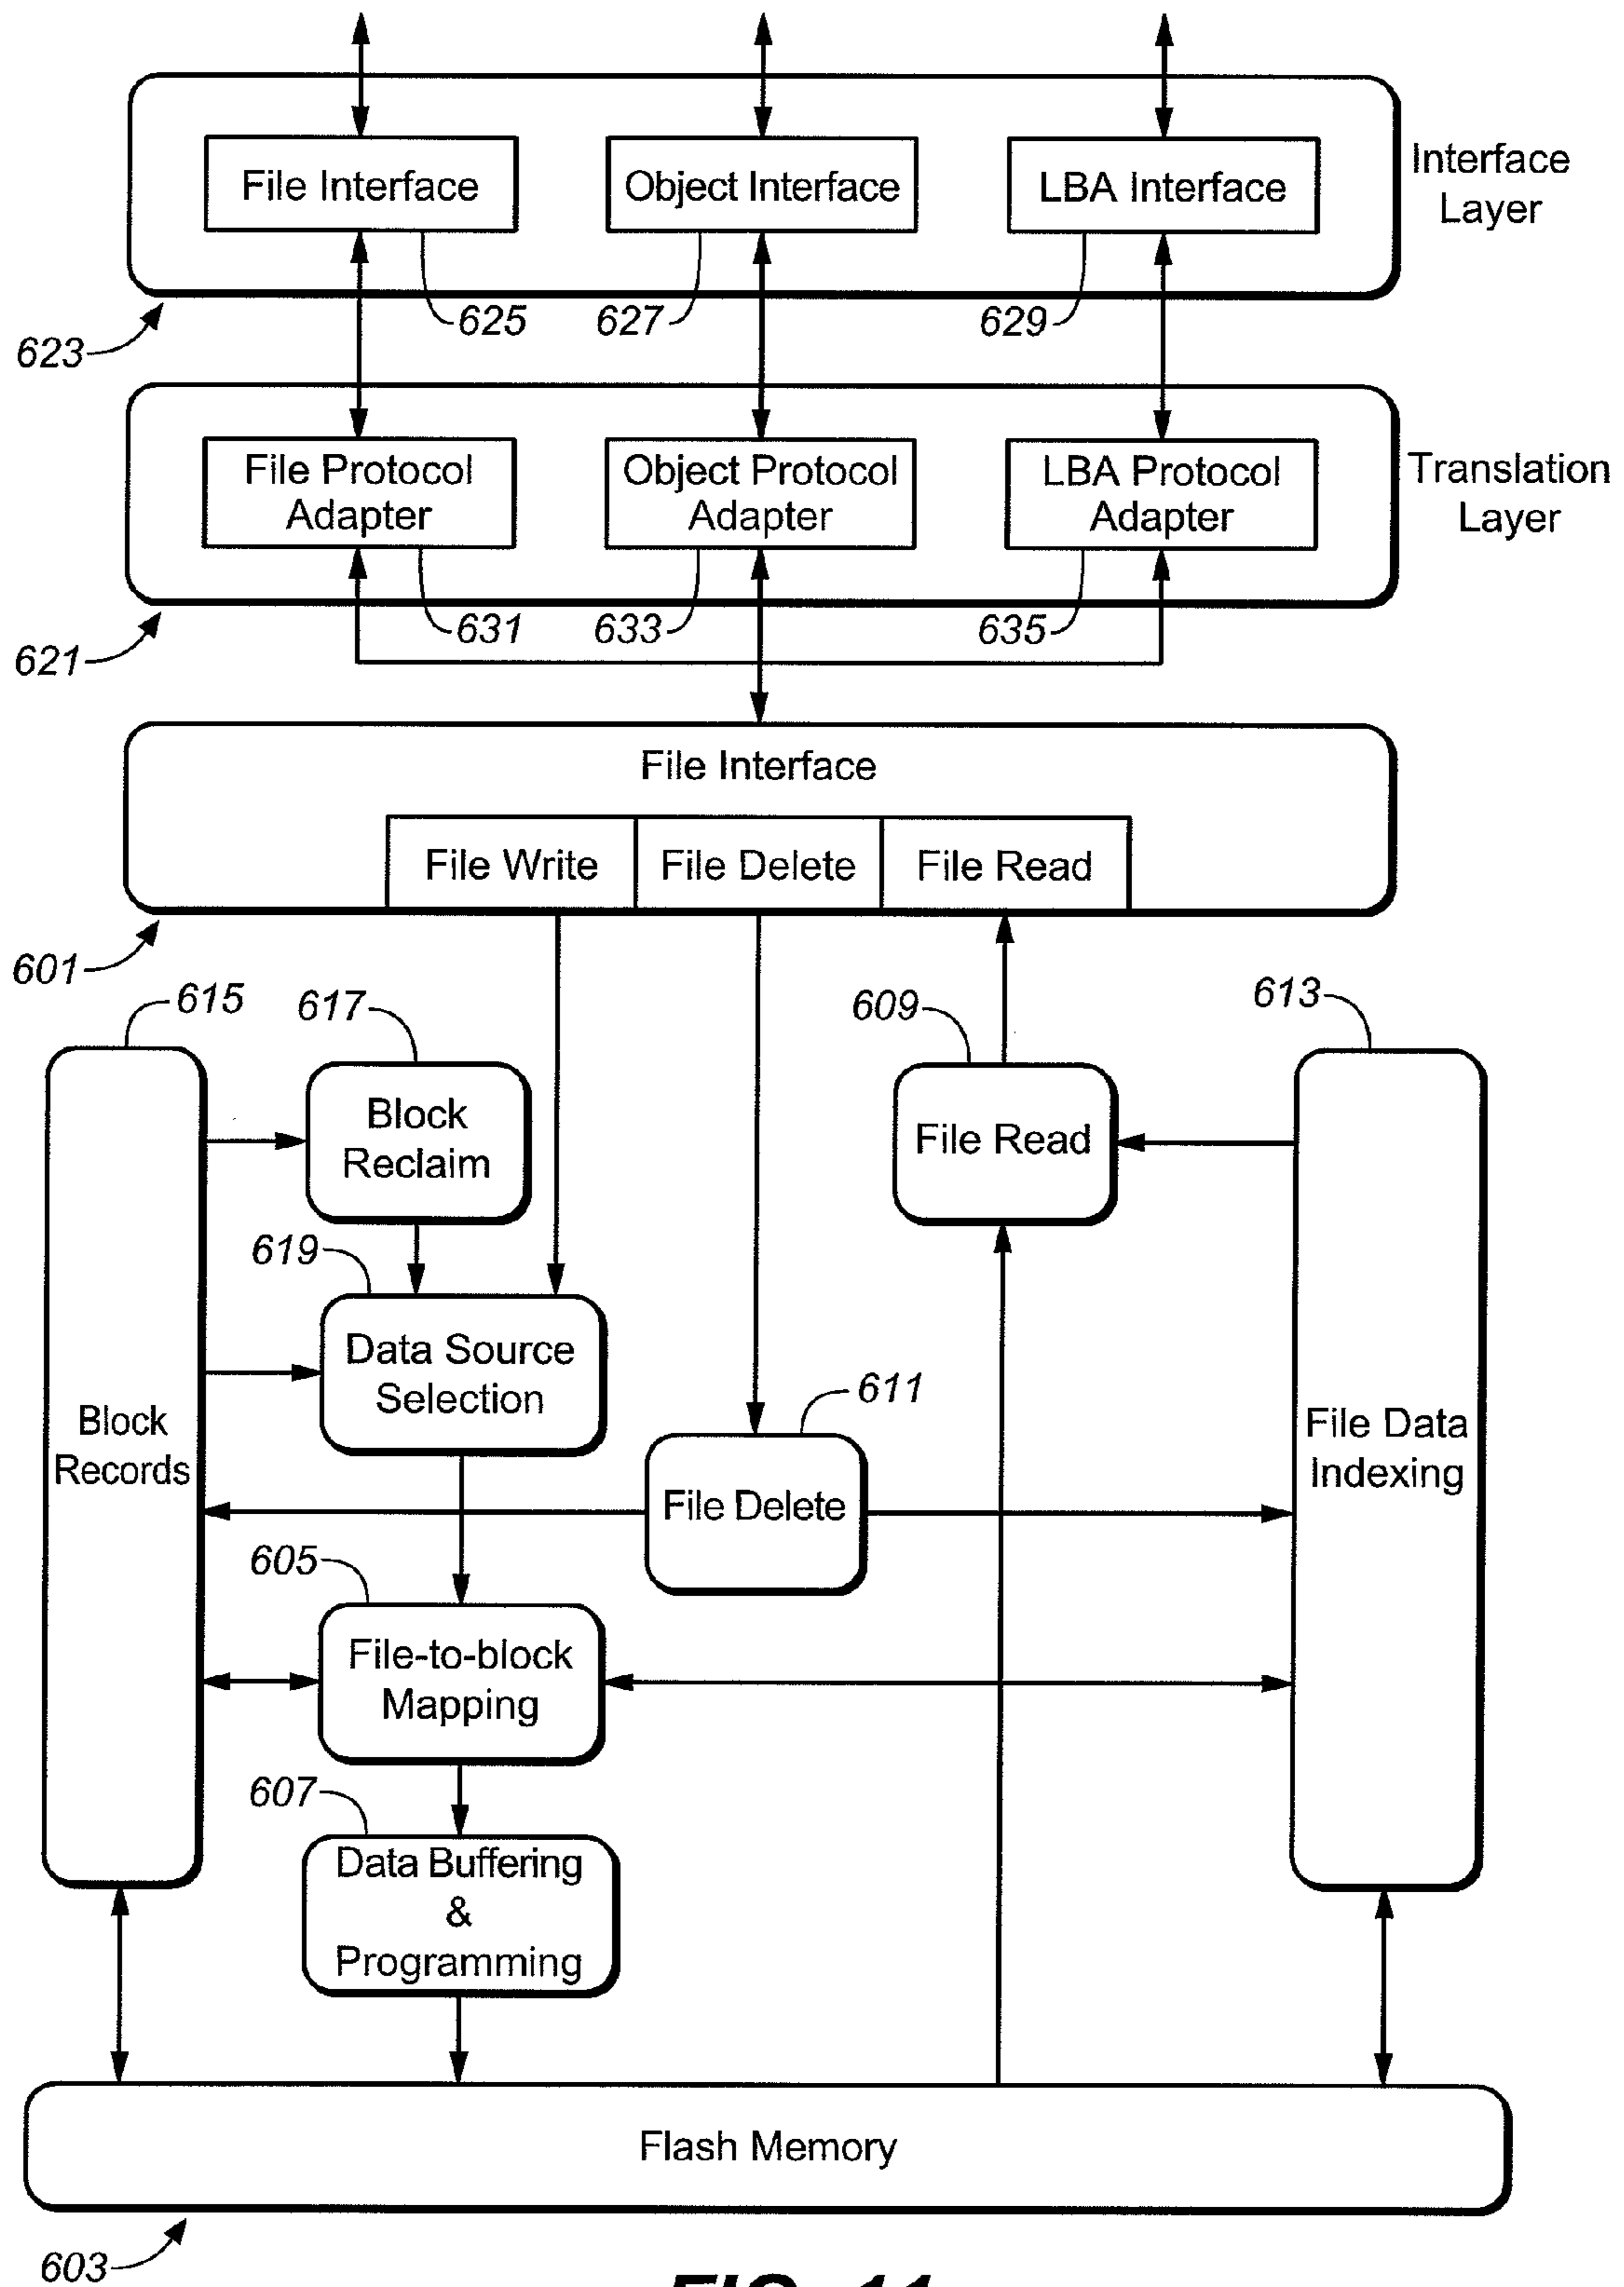 File Interface
Object Interface
LBA Interface
Interface
Layer
625
627
629
623
File Protocol
Adapter
Object Protocol
Adapter
LBA Protocol
Adapter
Translation
Layer
631
633
635
621
File Interface
File Write
File Delete
File Read
601
615
617
609
613
Block
Reclaim
File Read
619
Data Source
Selection
611
Block
Records
File Data
Indexing
File Delete
605
File-to-block
Mapping
607
Data Buffering
&
Programming
Flash Memory
603
FIG. 11